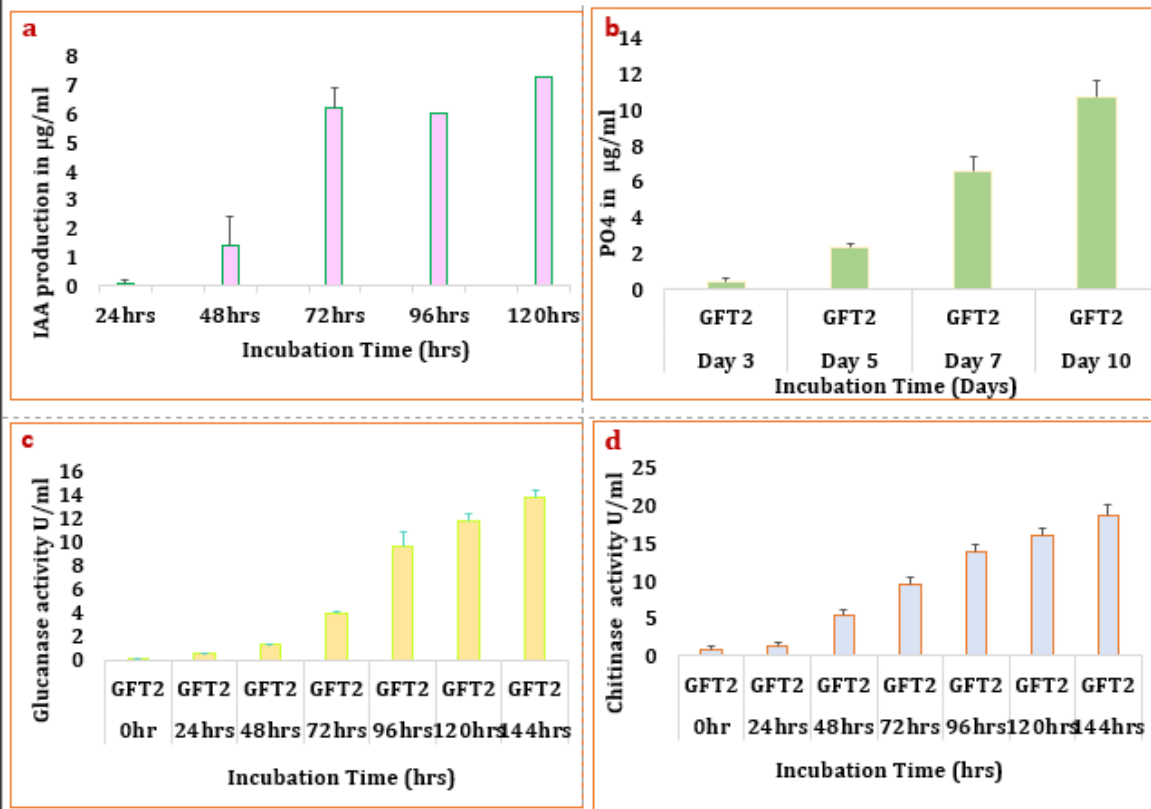 a
IAA production in µg/ml
8
7
6
5
4
3
2
1
0
24hrs 48hrs 72hrs 96hrs 120hrs
Incubation Time (hrs)
b
PO4 in µg/ml
14
12
10
8
6
4
2
0
GFT2 GFT2 GFT2 GFT2
Day 3 Day 5 Day 7 Day 10
Incubation Time (Days)
c
Glucanase activity U/ml
16
14
12
10
8
6
4
2
0
GFT2 GFT2 GFT2 GFT2 GFT2 GFT2 GFT2
0hr 24hrs 48hrs 72hrs 96hrs 120hrs 144hrs
Incubation Time (hrs)
d
Chitinase activity U/ml
25
20
15
10
5
0
GFT2 GFT2 GFT2 GFT2 GFT2 GFT2 GFT2
0hr 24hrs 48hrs 72hrs 96hrs 120hrs 144hrs
Incubation Time (hrs)